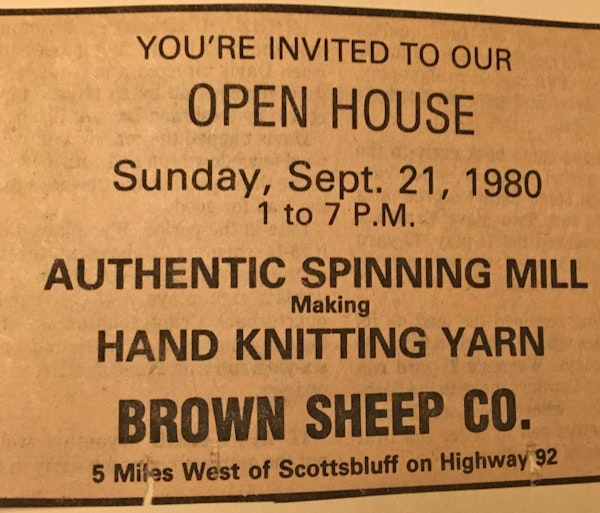 YOU'RE INVITED TO OUR
OPEN HOUSE
Sunday, Sept. 21, 1980
1 to 7 P.M.
AUTHENTIC SPINNING MILL
Making
HAND KNITTING YARN
BROWN SHEEP CO.
5 Miles West of Scottsbluff on Highway 92